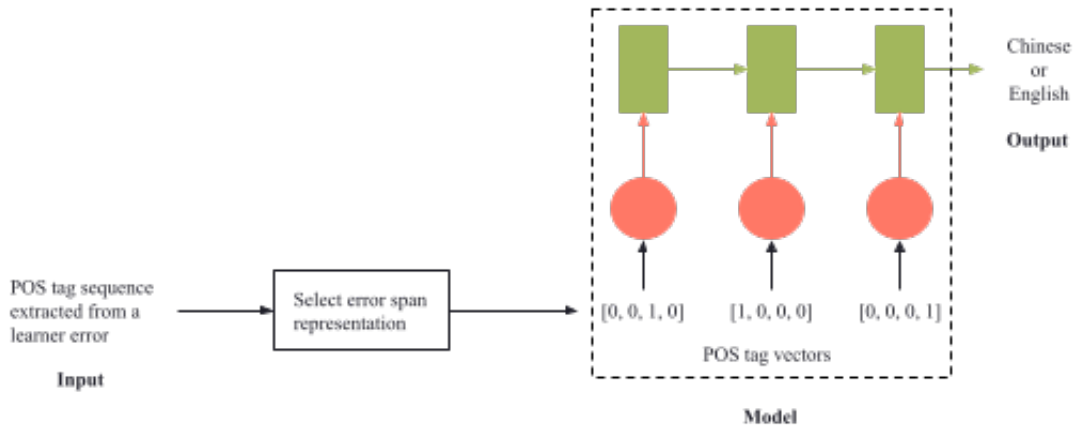 POS tag sequence
extracted from a
learner error
Input
Select error span
representation
[0, 0, 1, 0]
[1, 0, 0, 0]
[0, 0, 0, 1]
POS tag vectors
Model
Chinese
or
English
Output